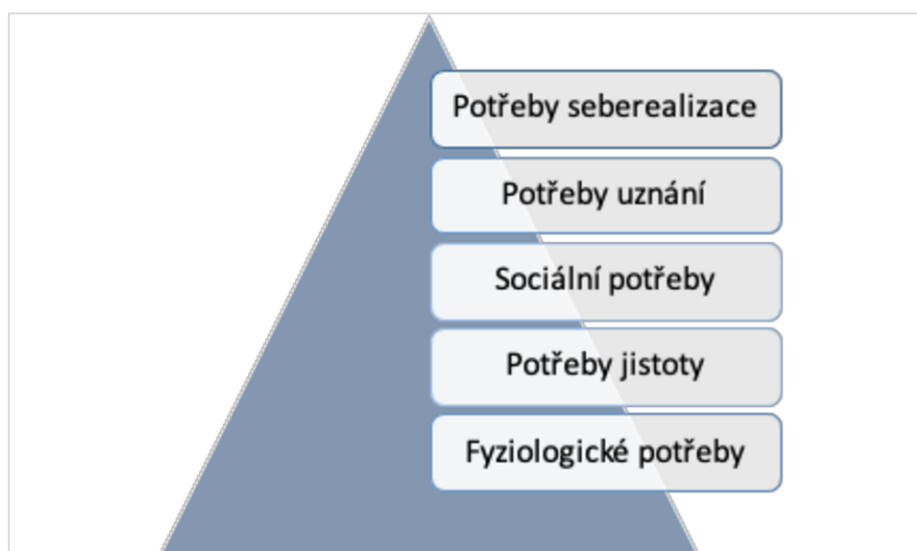 Potřeby seberealizace
Potřeby uznání
Sociální potřeby
Potřeby jistoty
Fyziologické potřeby